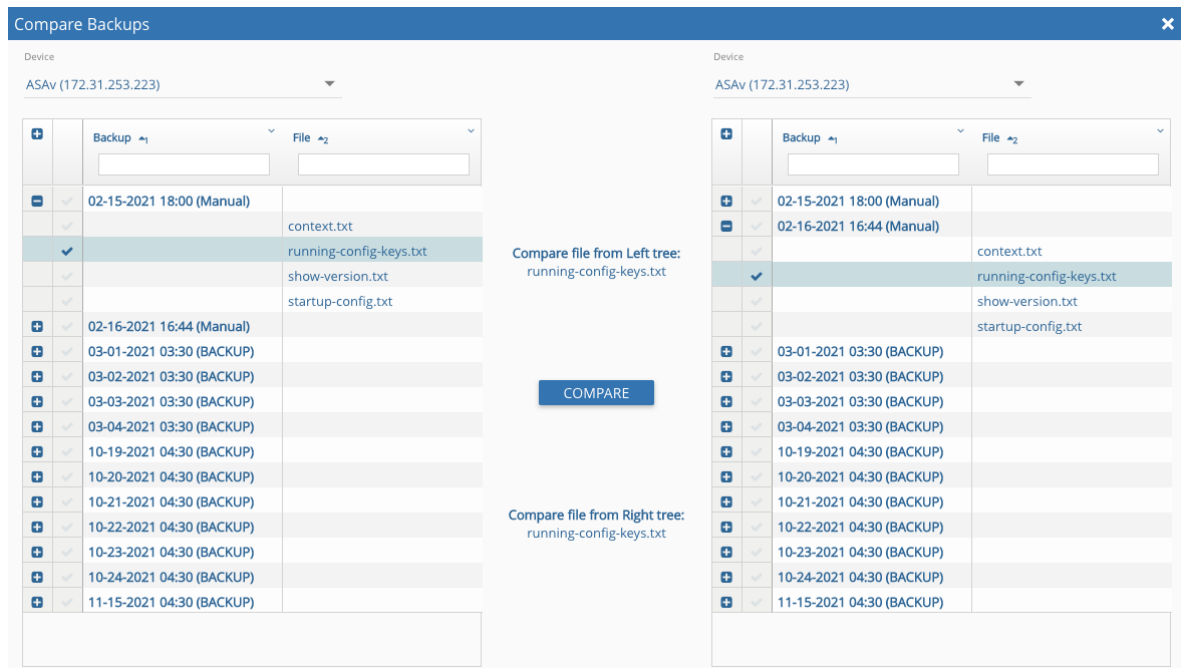 Compare Backups
Device
ASAv (172.31.253.223)
Backup 1
File 2
02-15-2021 18:00 (Manual)
context.txt
running-config-keys.txt
show-version.txt
startup-config.txt
02-16-2021 16:44 (Manual)
03-01-2021 03:30 (BACKUP)
03-02-2021 03:30 (BACKUP)
03-03-2021 03:30 (BACKUP)
03-04-2021 03:30 (BACKUP)
10-19-2021 04:30 (BACKUP)
10-20-2021 04:30 (BACKUP)
10-21-2021 04:30 (BACKUP)
10-22-2021 04:30 (BACKUP)
10-23-2021 04:30 (BACKUP)
10-24-2021 04:30 (BACKUP)
11-15-2021 04:30 (BACKUP)
Compare file from Left tree:
running-config-keys.txt
COMPARE
Compare file from Right tree:
running-config-keys.txt
Device
ASAv (172.31.253.223)
Backup 1
File 2
02-15-2021 18:00 (Manual)
02-16-2021 16:44 (Manual)
context.txt
running-config-keys.txt
show-version.txt
startup-config.txt
03-01-2021 03:30 (BACKUP)
03-02-2021 03:30 (BACKUP)
03-03-2021 03:30 (BACKUP)
03-04-2021 03:30 (BACKUP)
10-19-2021 04:30 (BACKUP)
10-20-2021 04:30 (BACKUP)
10-21-2021 04:30 (BACKUP)
10-22-2021 04:30 (BACKUP)
10-23-2021 04:30 (BACKUP)
10-24-2021 04:30 (BACKUP)
11-15-2021 04:30 (BACKUP)